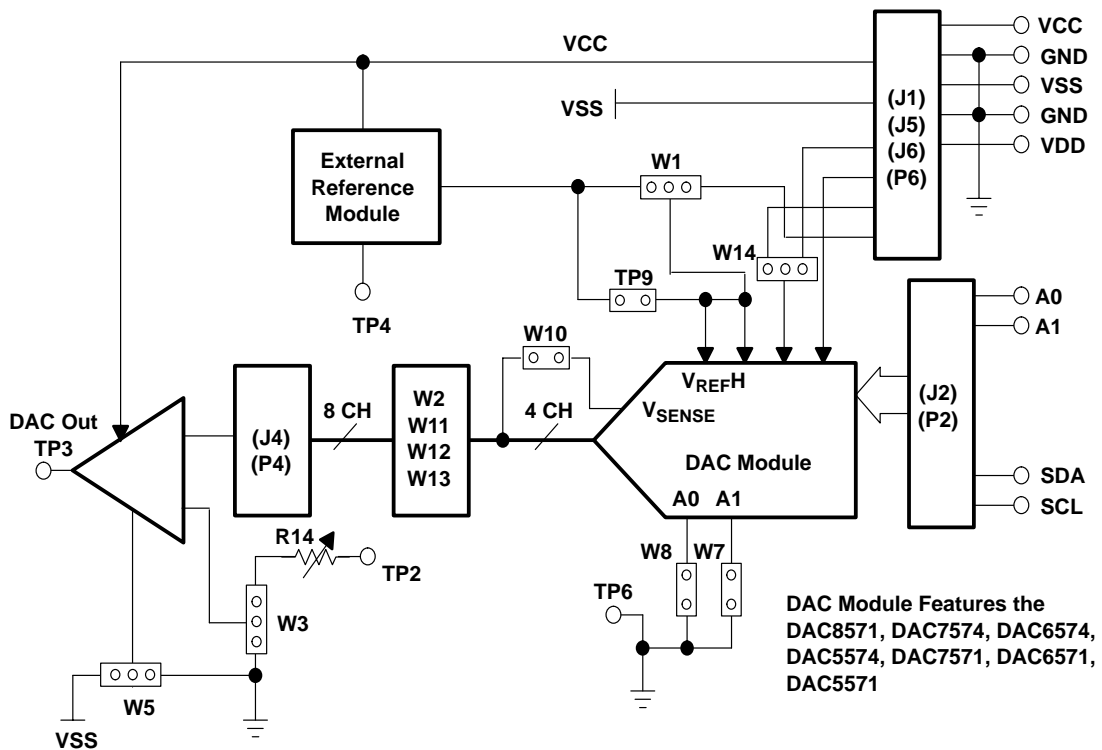 VCC
VCC
GND
VSS
GND
VDD
VSS
(J1)
(J5)
(J6)
(P6)
External
Reference
Module
W1
W14
TP9
TP4
W10
A0
A1
(J2)
(P2)
SDA
SCL
VREFH
VSENSE
DAC Module
A0 A1
4 CH
8 CH
W2
W11
W12
W13
(J4)
(P4)
DAC Out
TP3
R14
TP2
W3
W5
VSS
W8 W7
TP6
DAC Module Features the
DAC8571, DAC7574, DAC6574,
DAC5574, DAC7571, DAC6571,
DAC5571